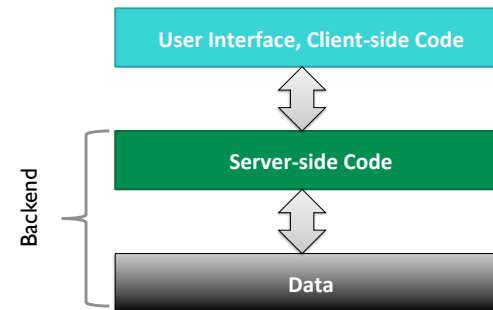 User Interface, Client-side Code
Server-side Code
Backend
Data